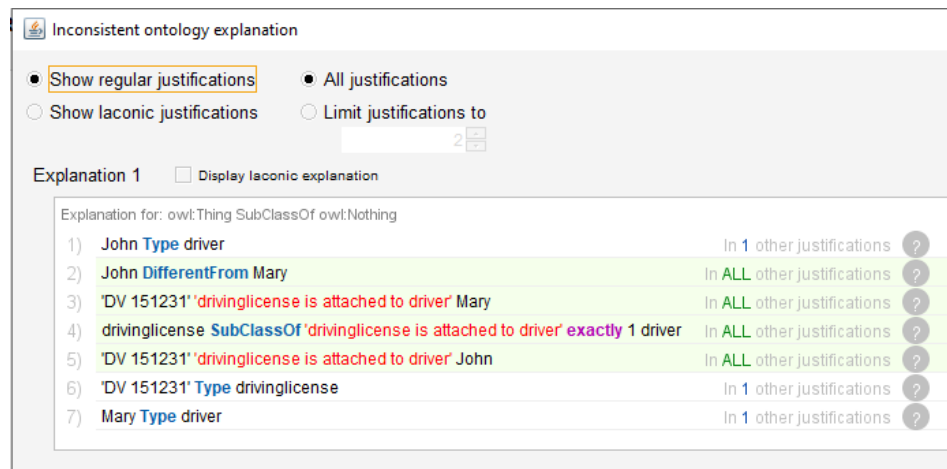 Inconsistent ontology explanation
Show regular justifications All justifications
Show laconic justifications Limit justifications to
2
Explanation 1 Display laconic explanation
Explanation for: owl:Thing SubClassOf owl:Nothing
1) John Type driver In 1 other justifications ?
2) John DifferentFrom Mary In ALL other justifications ?
3) 'DV 151231' 'drivinglicense is attached to driver' Mary In ALL other justifications ?
4) drivinglicense SubClassOf 'drivinglicense is attached to driver' exactly 1 driver In ALL other justifications ?
5) 'DV 151231' 'drivinglicense is attached to driver' John In ALL other justifications ?
6) 'DV 151231' Type drivinglicense In 1 other justifications ?
7) Mary Type driver In 1 other justifications ?